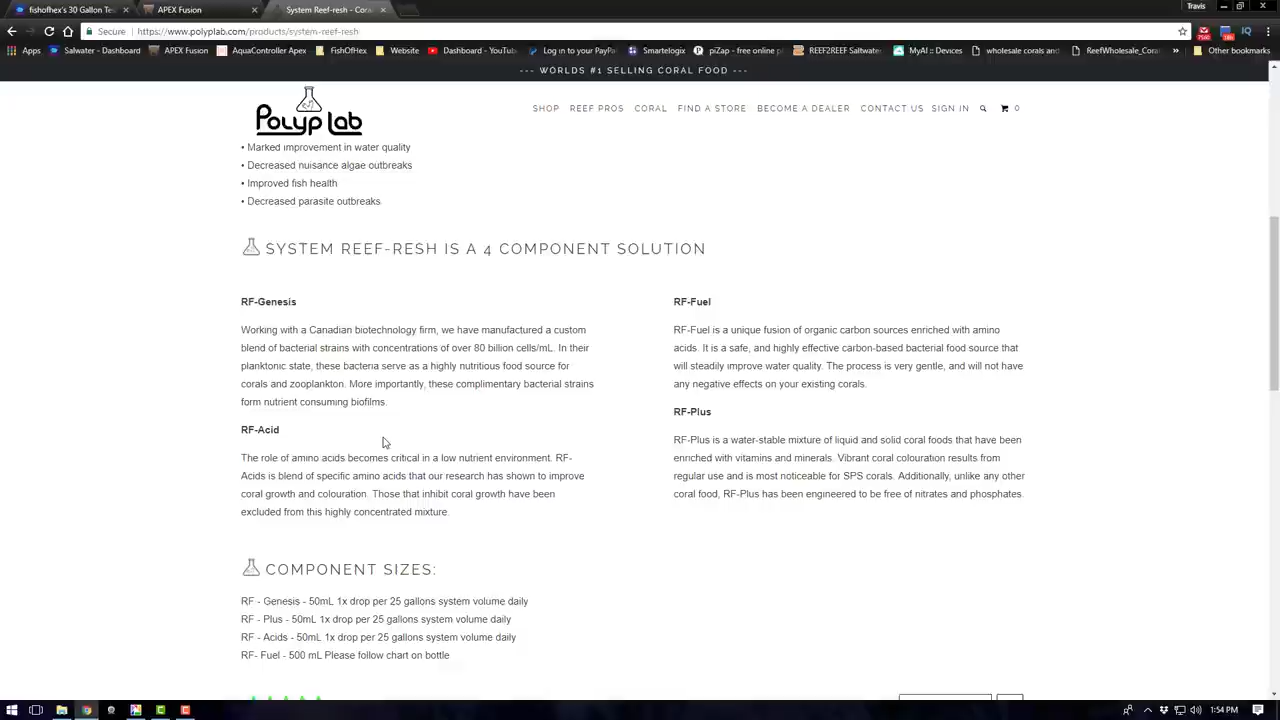 fishofhex's 30 Gallon Te
APEX Fusion
System Reef-resh – Cor
Travis
Secure
https://www.polyplab.com/products/system-reef-resh
Apps
Salwater - Dashboard
APEX Fusion
AquaController Apex
FishOfHex
Website
Dashboard - YouTu
Log in to your PayPa
Smartelogix
piZap - free online p
REEF2REEF Saltwater
MyAI :: Devices
wholesale corals and
ReefWholesale_Cora
Other bookmarks
--- WORLDS #1 SELLING CORAL FOOD ---
Polyp lab
SHOP REEF PROS CORAL FIND A STORE BECOME A DEALER CONTACT US SIGN IN 0
• Marked improvement in water quality
• Decreased nuisance algae outbreaks
• Improved fish health
• Decreased parasite outbreaks
SYSTEM REEF-RESH IS A 4 COMPONENT SOLUTION
RF-Genesis
Working with a Canadian biotechnology firm, we have manufactured a custom
blend of bacterial strains with concentrations of over 80 billion cells/mL. In their
planktonic state, these bacteria serve as a highly nutritious food source for
corals and zooplankton. More importantly, these complimentary bacterial strains
form nutrient consuming biofilms.
RF-Acid
The role of amino acids becomes critical in a low nutrient environment. RF-
Acids is blend of specific amino acids that our research has shown to improve
coral growth and colouration. Those that inhibit coral growth have been
excluded from this highly concentrated mixture.
RF-Fuel
RF-Fuel is a unique fusion of organic carbon sources enriched with amino
acids. It is a safe, and highly effective carbon-based bacterial food source that
will steadily improve water quality. The process is very gentle, and will not have
any negative effects on your existing corals.
RF-Plus
RF-Plus is a water-stable mixture of liquid and solid coral foods that have been
enriched with vitamins and minerals. Vibrant coral colouration results from
regular use and is most noticeable for SPS corals. Additionally, unlike any other
coral food, RF-Plus has been engineered to be free of nitrates and phosphates.
COMPONENT SIZES:
RF - Genesis - 50mL 1x drop per 25 gallons system volume daily
RF - Plus - 50mL 1x drop per 25 gallons system volume daily
RF - Acids - 50mL 1x drop per 25 gallons system volume daily
RF- Fuel - 500 mL Please follow chart on bottle
1:54 PM